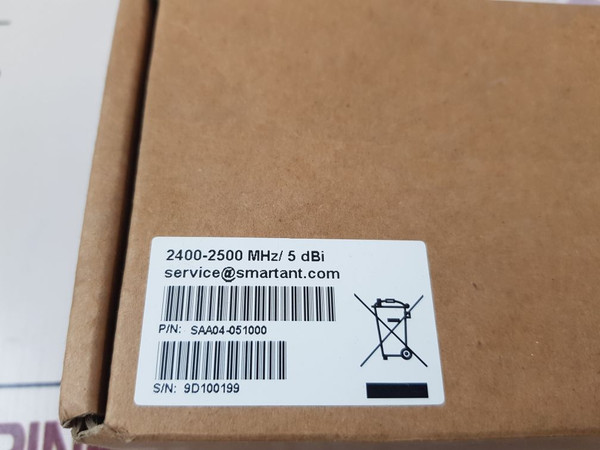 2400-2500 MHz/ 5 dBi
service@smartant.com
P/N: SAA04-051000
S/N: 9D100199